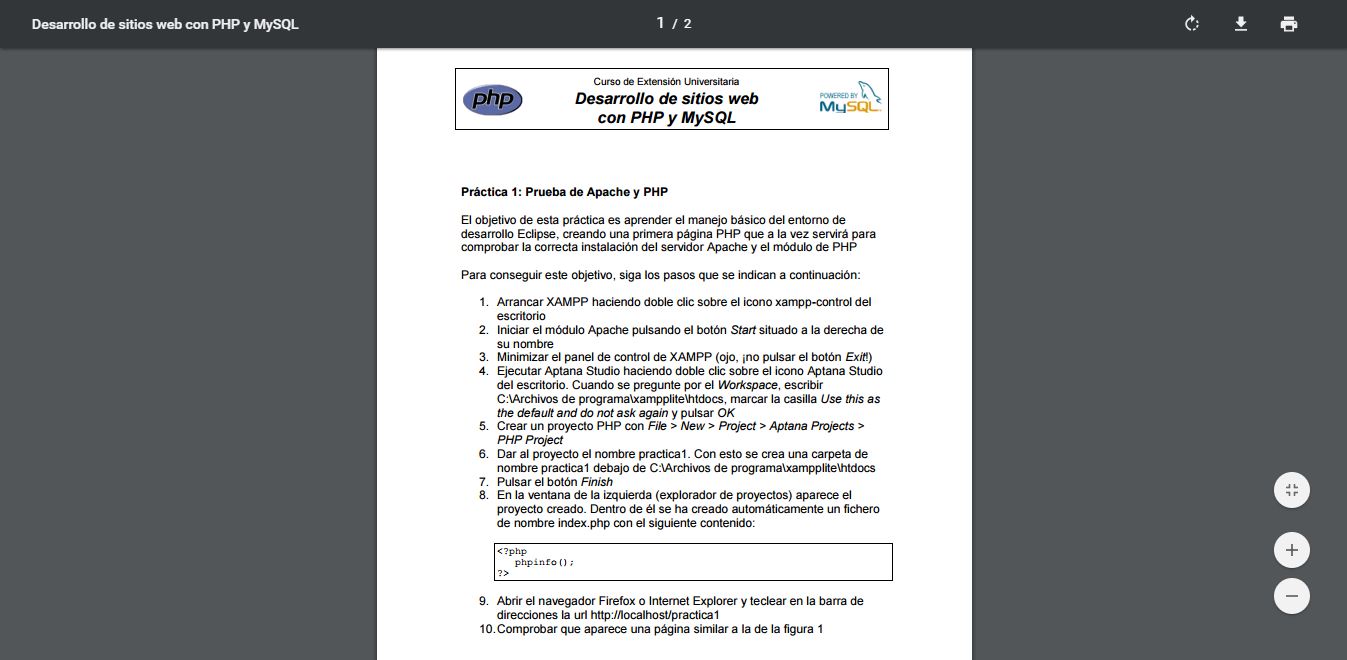 Desarrollo de sitios web con PHP y MySQL
1 / 2
php
Curso de Extensión Universitaria
Desarrollo de sitios web
con PHP y MySQL
POWERED BY
MySQL
Práctica 1: Prueba de Apache y PHP
El objetivo de esta práctica es aprender el manejo básico del entorno de
desarrollo Eclipse, creando una primera página PHP que a la vez servirá para
comprobar la correcta instalación del servidor Apache y el módulo de PHP
Para conseguir este objetivo, siga los pasos que se indican a continuación:
1. Arrancar XAMPP haciendo doble clic sobre el icono xampp-control del
escritorio
2. Iniciar el módulo Apache pulsando el botón Start situado a la derecha de
su nombre
3. Minimizar el panel de control de XAMPP (ojo, ¡no pulsar el botón Exit!)
4. Ejecutar Aptana Studio haciendo doble clic sobre el icono Aptana Studio
del escritorio. Cuando se pregunte por el Workspace, escribir
C:\Archivos de programa\xampplite\htdocs, marcar la casilla Use this as
the default and do not ask again y pulsar OK
5. Crear un proyecto PHP con File > New > Project > Aptana Projects >
PHP Project
6. Dar al proyecto el nombre practica1. Con esto se crea una carpeta de
nombre practica1 debajo de C:\Archivos de programa\xampplite\htdocs
7. Pulsar el botón Finish
8. En la ventana de la izquierda (explorador de proyectos) aparece el
proyecto creado. Dentro de él se ha creado automáticamente un fichero
de nombre index.php con el siguiente contenido:
<?php
phpinfo();
?>
9. Abrir el navegador Firefox o Internet Explorer y teclear en la barra de
direcciones la url http://localhost/practica1
10. Comprobar que aparece una página similar a la de la figura 1